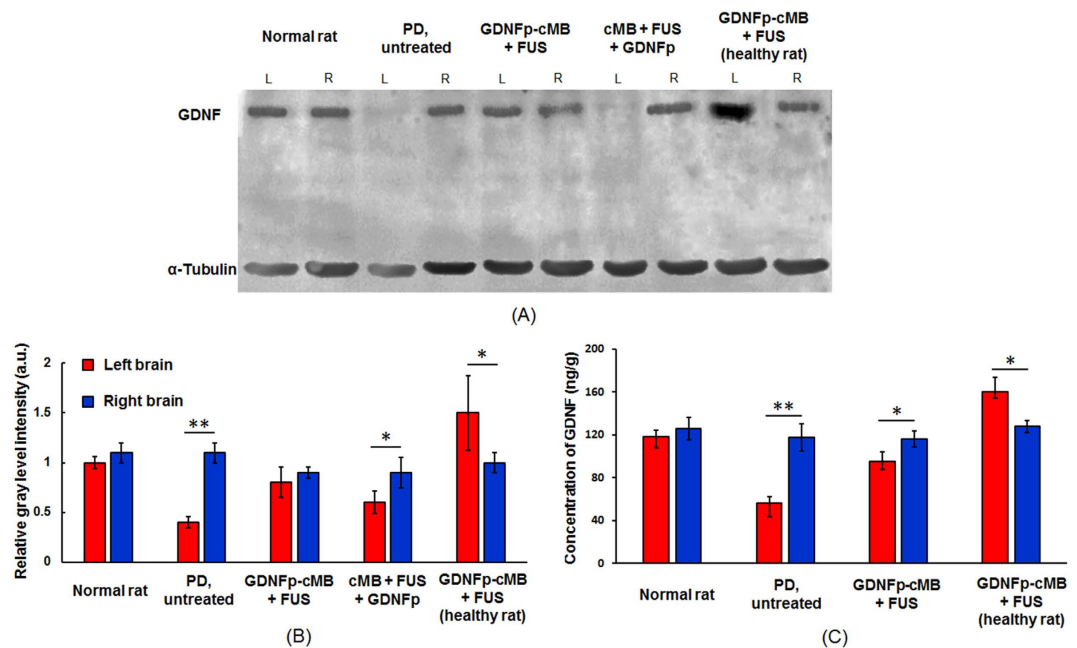 Normal rat
PD,
untreated
GDNFp-cMB
+ FUS
cMB + FUS
+ GDNFp
GDNFp-cMB
+ FUS
(healthy rat)
L R L R L R L R L R
GDNF
α-Tubulin
(A)
Relative gray level intensity (a.u.)
2
1.5
1
0.5
0
Left brain
Right brain
**
*
*
Normal rat
PD,
untreated
GDNFp-cMB
+ FUS
cMB + FUS
+ GDNFp
GDNFp-cMB
+ FUS
(healthy rat)
(B)
Concentration of GDNF (ng/g)
200
160
120
80
40
0
**
*
*
Normal rat
PD,
untreated
GDNFp-cMB
+ FUS
GDNFp-cMB
+ FUS
(healthy rat)
(C)